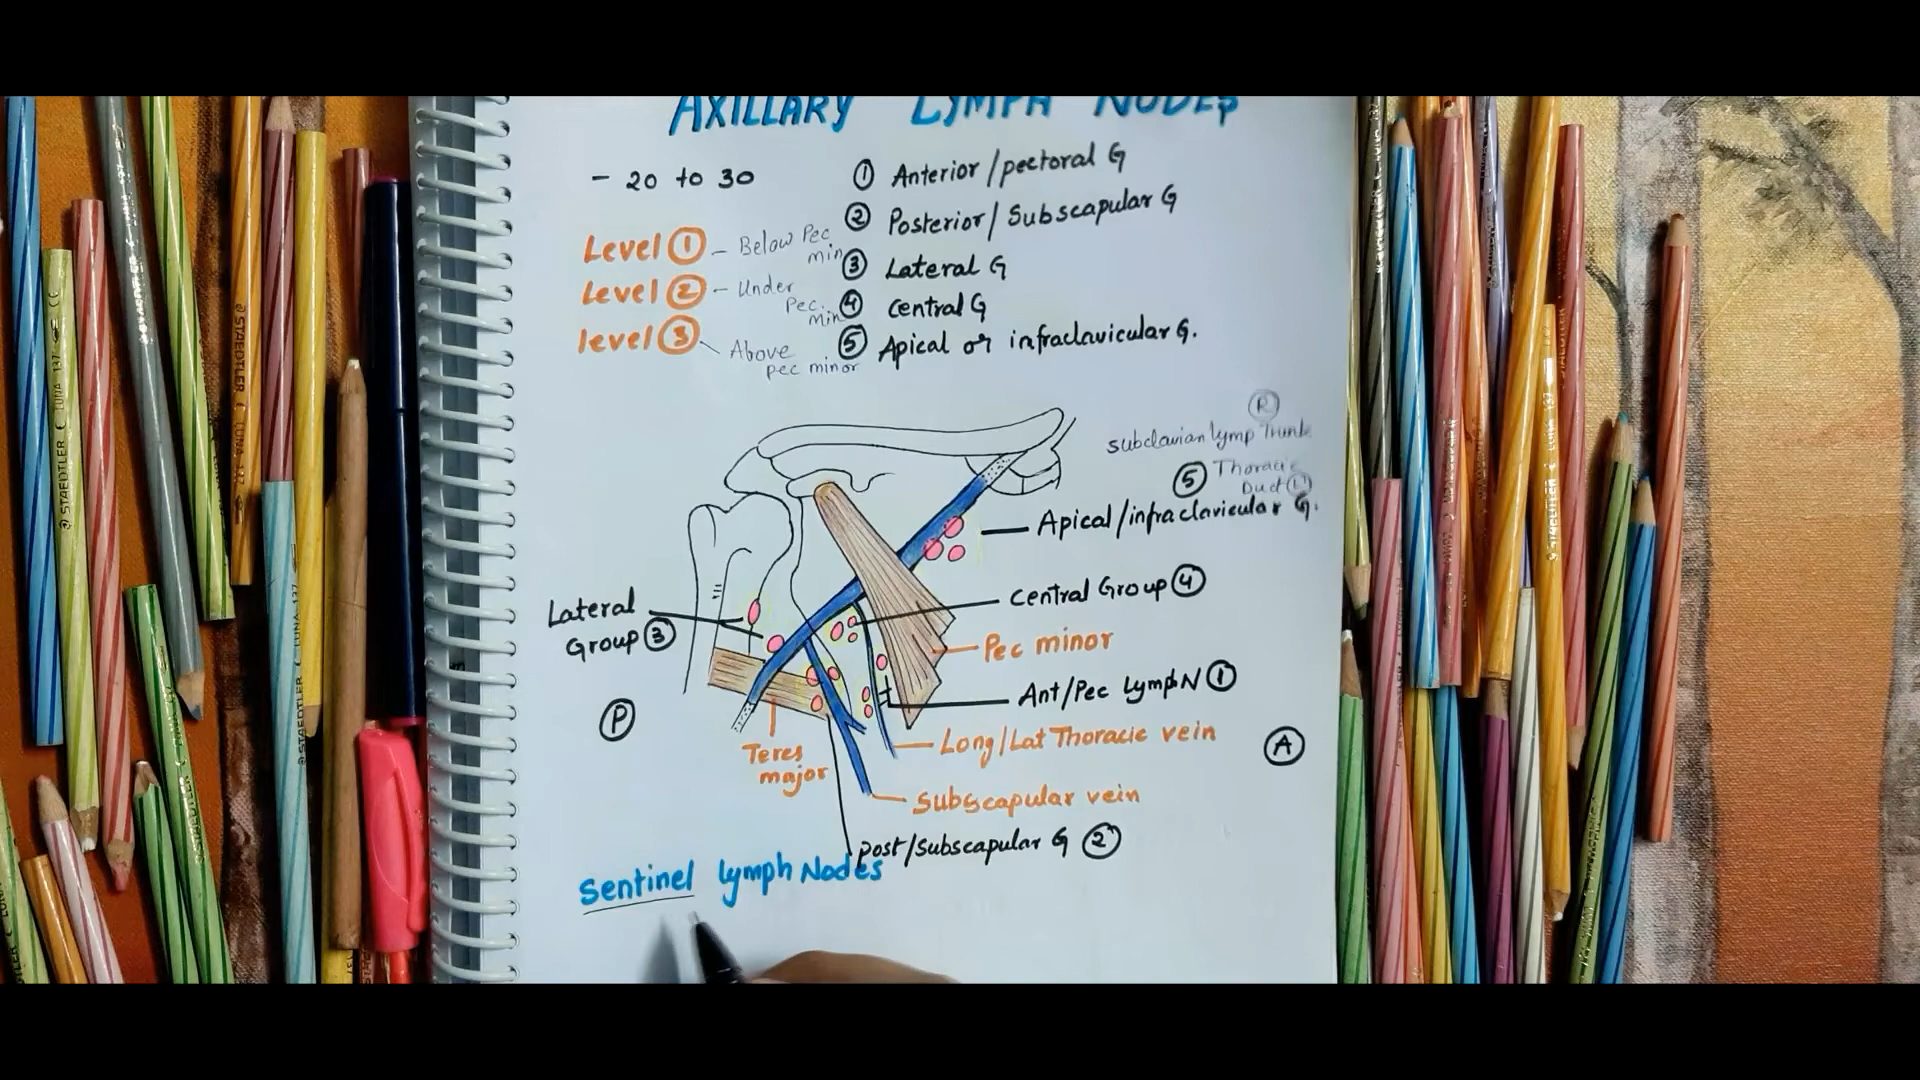 AXILLARY LYMPH NODES
- 20 to 30
Level ① - Below Pec min
Level ② - Under Pec. Min
level ③ - Above pec minor
① Anterior/pectoral G
② Posterior/Subscapular G
③ Lateral G
④ Central G
⑤ Apical or infraclavicular G.
Ⓡ
subclavian lymp Trunk
⑤ Thoracic
Duct Ⓛ
Apical/infraclavicular G.
Lateral
Group ③
Central Group ④
Pec minor
Ant/Pec Lymph N ①
Ⓟ
Long/Lat Thoracic vein
Ⓐ
Teres
major
Subscapular vein
post/Subscapular G ②
Sentinel Lymph Nodes
STAEDTLER
LUNA 137